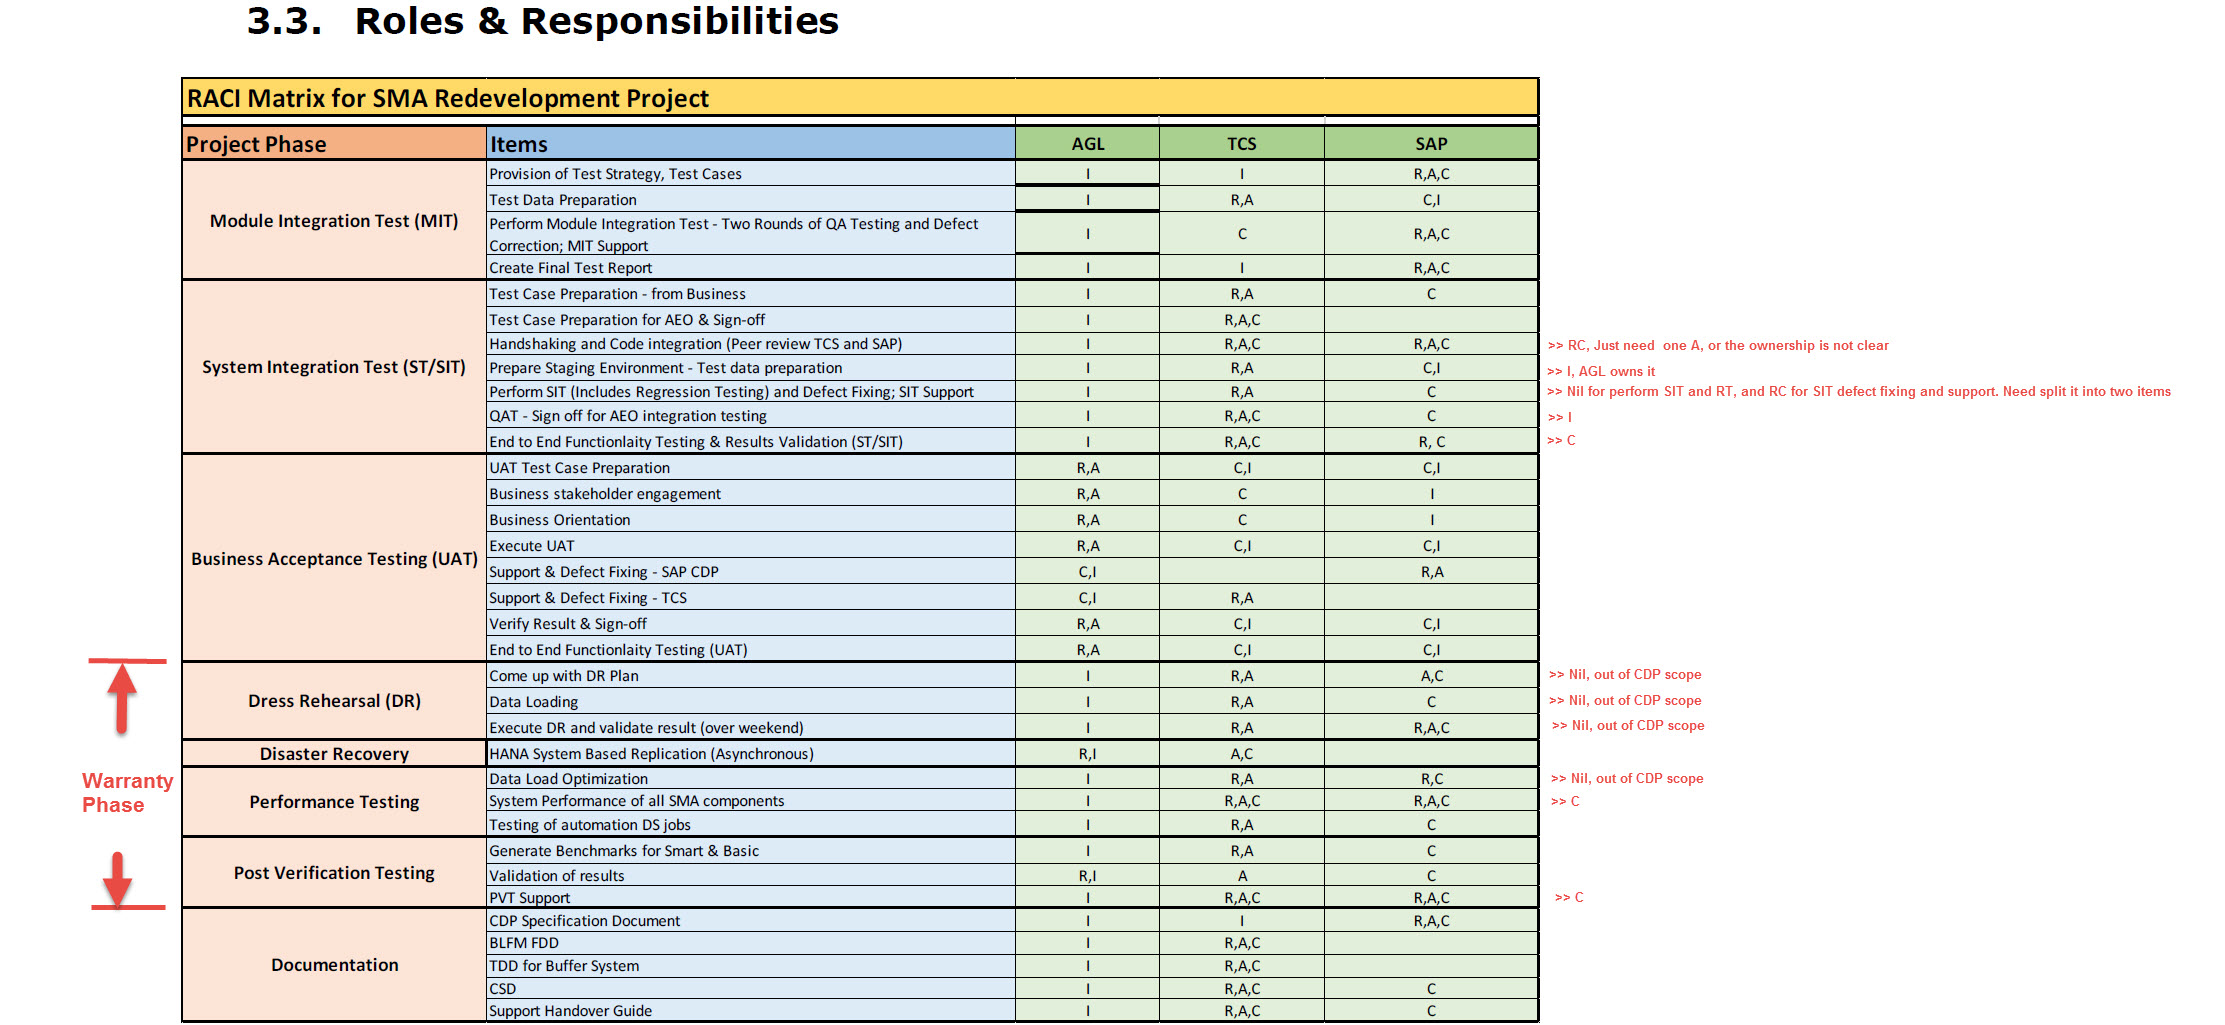 3.3. Roles & Responsibilities
RACI Matrix for SMA Redevelopment Project
Project Phase Items AGL TCS SAP
Module Integration Test (MIT)
Provision of Test Strategy, Test Cases I I R,A,C
Test Data Preparation I R,A C,I
Perform Module Integration Test - Two Rounds of QA Testing and Defect
Correction; MIT Support I C R,A,C
Create Final Test Report I I R,A,C
System Integration Test (ST/SIT)
Test Case Preparation - from Business I R,A C
Test Case Preparation for AEO & Sign-off I R,A,C
Handshaking and Code integration (Peer review TCS and SAP) I R,A,C R,A,C >> RC, Just need one A, or the ownership is not clear
Prepare Staging Environment - Test data preparation I R,A C,I >> I, AGL owns it
Perform SIT (Includes Regression Testing) and Defect Fixing; SIT Support I R,A C >> Nil for perform SIT and RT, and RC for SIT defect fixing and support. Need split it into two items
QAT - Sign off for AEO integration testing I R,A,C C >> I
End to End Functionlaity Testing & Results Validation (ST/SIT) I R,A,C R, C >> C
Business Acceptance Testing (UAT)
UAT Test Case Preparation R,A C,I C,I
Business stakeholder engagement R,A C I
Business Orientation R,A C I
Execute UAT R,A C,I C,I
Support & Defect Fixing - SAP CDP C,I R,A
Support & Defect Fixing - TCS C,I R,A
Verify Result & Sign-off R,A C,I C,I
End to End Functionlaity Testing (UAT) R,A C,I C,I
Warranty
Phase
Dress Rehearsal (DR)
Come up with DR Plan I R,A A,C >> Nil, out of CDP scope
Data Loading I R,A C >> Nil, out of CDP scope
Execute DR and validate result (over weekend) I R,A R,A,C >> Nil, out of CDP scope
Disaster Recovery HANA System Based Replication (Asynchronous) R,I A,C
Performance Testing
Data Load Optimization I R,A R,C >> Nil, out of CDP scope
System Performance of all SMA components I R,A,C R,A,C >> C
Testing of automation DS jobs I R,A C
Post Verification Testing
Generate Benchmarks for Smart & Basic I R,A C
Validation of results R,I A C
PVT Support I R,A,C R,A,C >> C
Documentation
CDP Specification Document I I R,A,C
BLFM FDD I R,A,C
TDD for Buffer System I R,A,C
CSD I R,A,C C
Support Handover Guide I R,A,C C